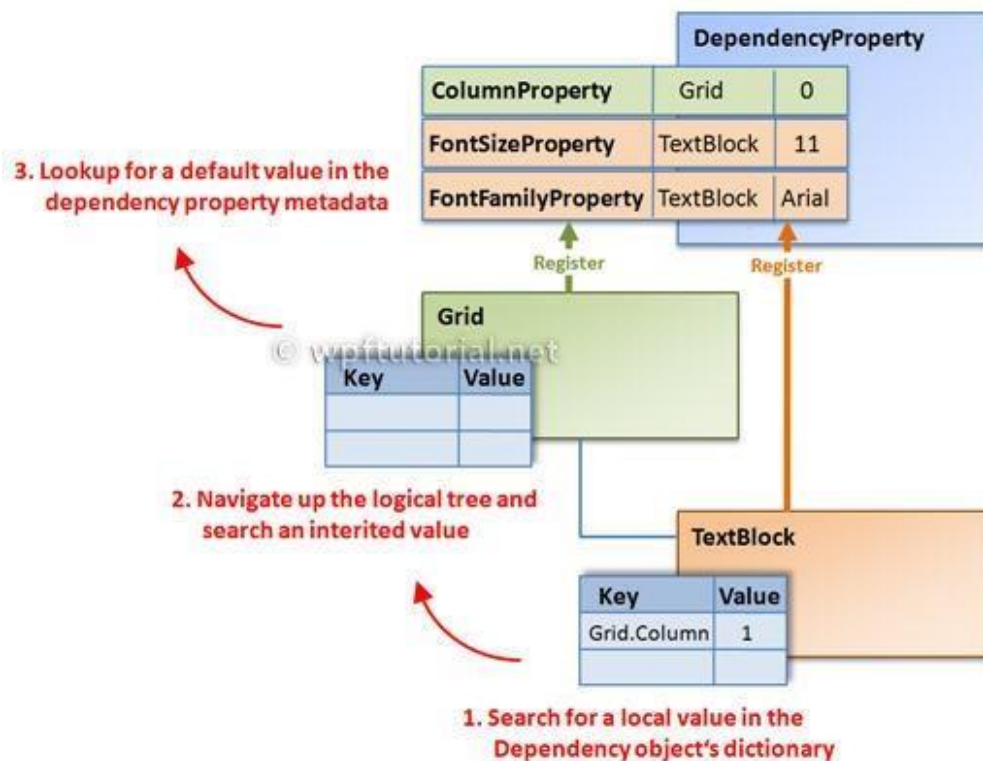 DependencyProperty
ColumnProperty Grid 0
FontSizeProperty TextBlock 11
FontFamilyProperty TextBlock Arial
3. Lookup for a default value in the
dependency property metadata
Register Register
Grid
© wpftutorial.net
Key Value
2. Navigate up the logical tree and
search an interited value
TextBlock
Key Value
Grid.Column 1
1. Search for a local value in the
Dependency object's dictionary